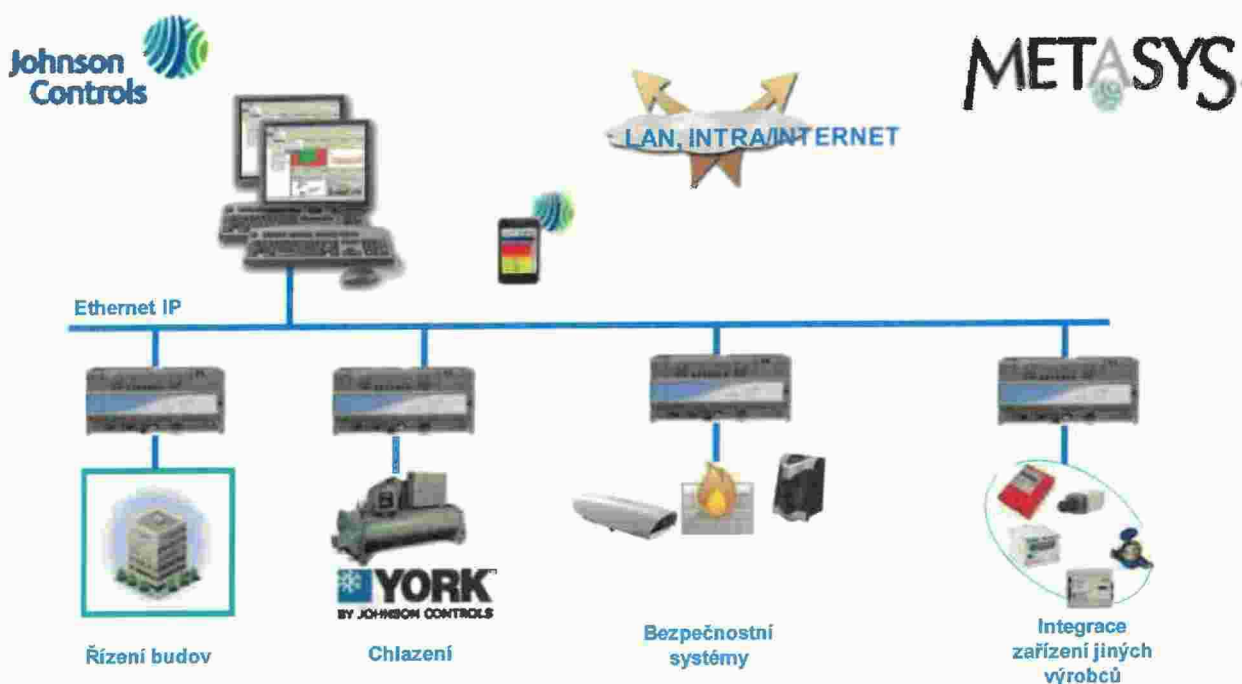 Johnson
Controls
METASYS
LAN, INTRA/INTERNET
Ethernet IP
YORK
BY JOHNSON CONTROLS
Řízení budov
Chlazení
Bezpečnostní
systémy
Integrace
zařízení jiných
výrobců